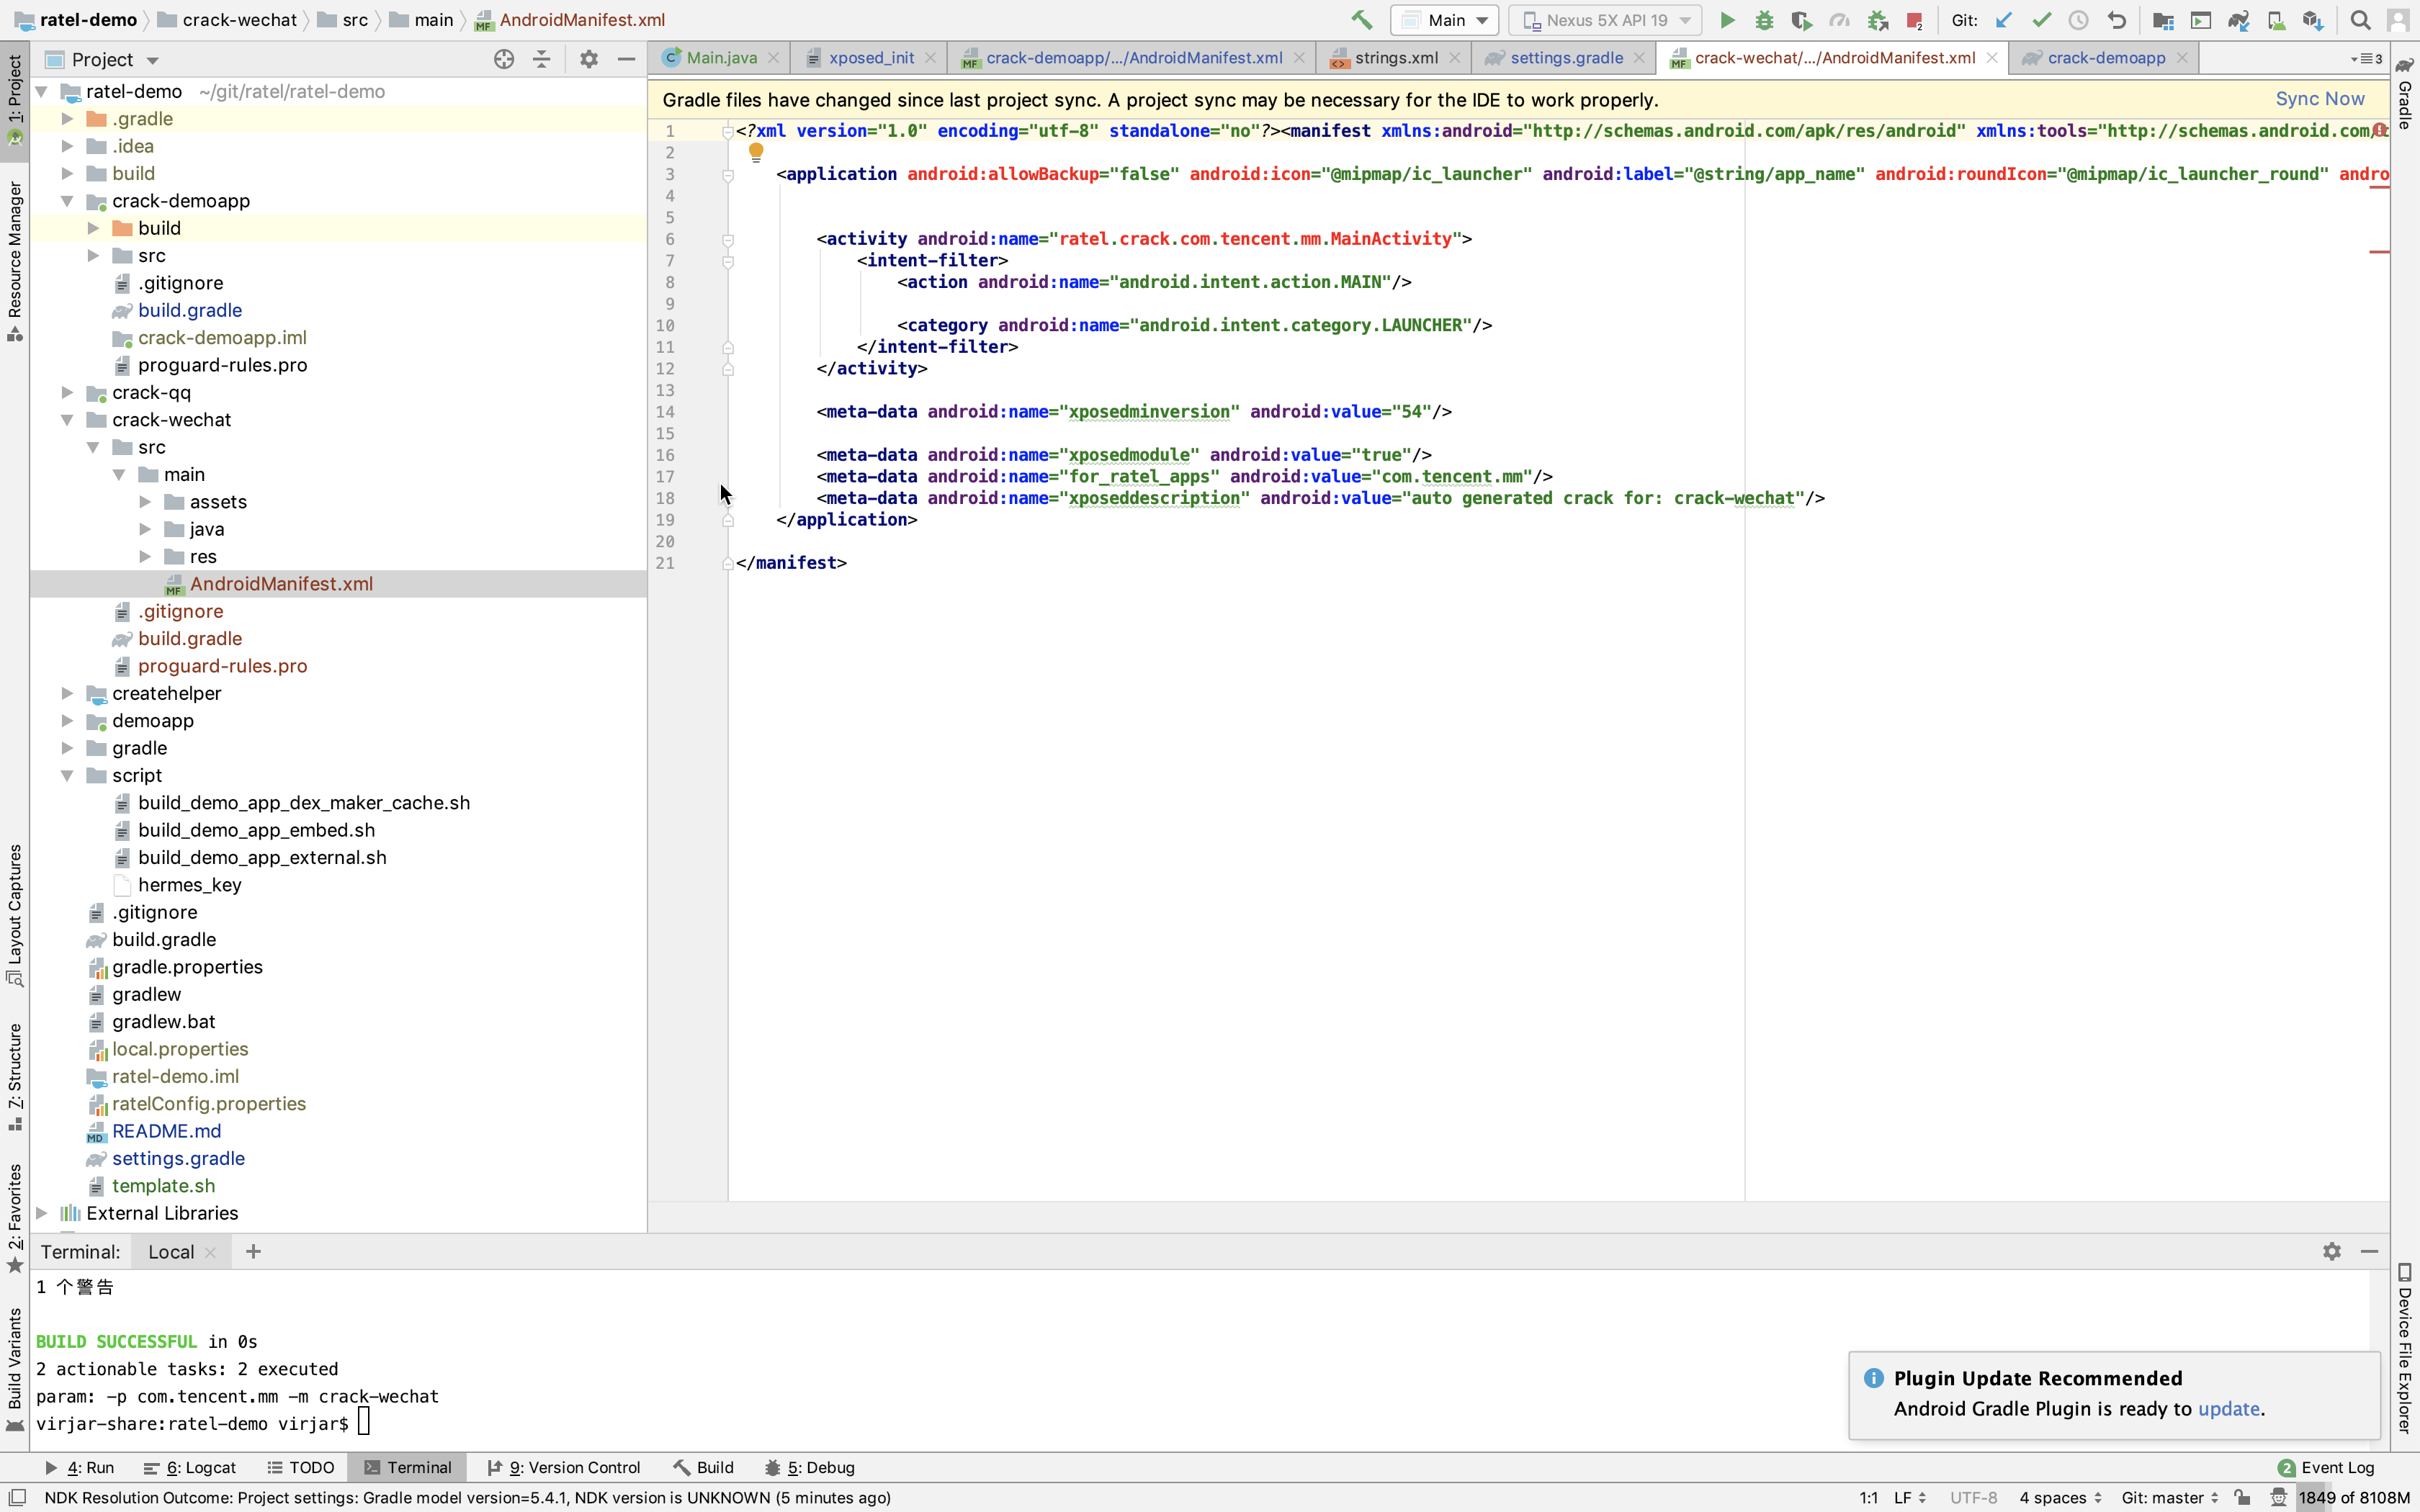 ratel-demo crack-wechat src main AndroidManifest.xml Main Nexus 5X API 19 Git:
Project
Main.java xposed_init crack-demoapp/.../AndroidManifest.xml strings.xml settings.gradle crack-wechat/.../AndroidManifest.xml crack-demoapp 3
Gradle files have changed since last project sync. A project sync may be necessary for the IDE to work properly. Sync Now
1: Project
Resource Manager
Layout Captures
7: Structure
2: Favorites
Build Variants
ratel-demo ~/git/ratel/ratel-demo
.gradle
.idea
build
crack-demoapp
build
src
.gitignore
build.gradle
crack-demoapp.iml
proguard-rules.pro
crack-qq
crack-wechat
src
main
assets
java
res
AndroidManifest.xml
.gitignore
build.gradle
proguard-rules.pro
createhelper
demoapp
gradle
script
build_demo_app_dex_maker_cache.sh
build_demo_app_embed.sh
build_demo_app_external.sh
hermes_key
.gitignore
build.gradle
gradle.properties
gradlew
gradlew.bat
local.properties
ratel-demo.iml
ratelConfig.properties
README.md
settings.gradle
template.sh
External Libraries
1 <?xml version="1.0" encoding="utf-8" standalone="no"?><manifest xmlns:android="http://schemas.android.com/apk/res/android" xmlns:tools="http://schemas.android.com/
2
3 <application android:allowBackup="false" android:icon="@mipmap/ic_launcher" android:label="@string/app_name" android:roundIcon="@mipmap/ic_launcher_round" andro
4
5
6 <activity android:name="ratel.crack.com.tencent.mm.MainActivity">
7 <intent-filter>
8 <action android:name="android.intent.action.MAIN"/>
9
10 <category android:name="android.intent.category.LAUNCHER"/>
11 </intent-filter>
12 </activity>
13
14 <meta-data android:name="xposedminversion" android:value="54"/>
15
16 <meta-data android:name="xposedmodule" android:value="true"/>
17 <meta-data android:name="for_ratel_apps" android:value="com.tencent.mm"/>
18 <meta-data android:name="xposeddescription" android:value="auto generated crack for: crack-wechat"/>
19 </application>
20
21 </manifest>
Gradle
Device File Explorer
Terminal: Local
1 个警告
BUILD SUCCESSFUL in 0s
2 actionable tasks: 2 executed
param: -p com.tencent.mm -m crack-wechat
virjar-share:ratel-demo virjar$
Plugin Update Recommended
Android Gradle Plugin is ready to update.
4: Run 6: Logcat TODO Terminal 9: Version Control Build 5: Debug 2 Event Log
NDK Resolution Outcome: Project settings: Gradle model version=5.4.1, NDK version is UNKNOWN (5 minutes ago) 1:1 LF UTF-8 4 spaces Git: master 1849 of 8108M